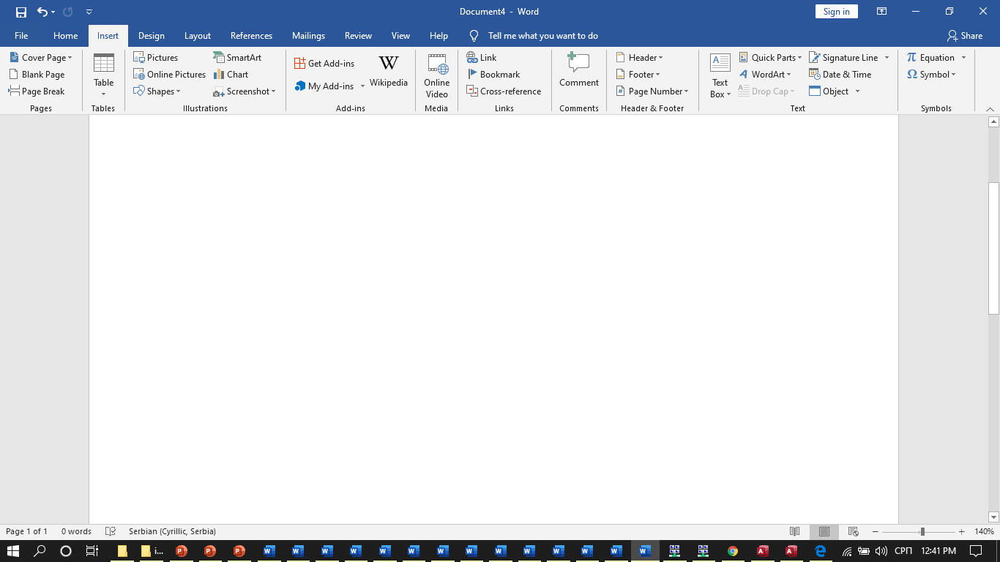 Document4 - Word
Sign in
File Home Insert Design Layout References Mailings Review View Help Tell me what you want to do Share
Cover Page
Blank Page
Page Break
Pages
Table
Tables
Pictures
Online Pictures
Shapes
SmartArt
Chart
Screenshot
Illustrations
Get Add-ins
My Add-ins
W
Wikipedia
Add-ins
Online
Video
Media
Link
Bookmark
Cross-reference
Links
Comment
Comments
Header
Footer
Page Number
Header & Footer
Text
Box
Quick Parts
WordArt
Drop Cap
Signature Line
Date & Time
Object
Text
π Equation
Ω Symbol
Symbols
Page 1 of 1 0 words Serbian (Cyrillic, Serbia) 140%
i... СРП 12:41 PM